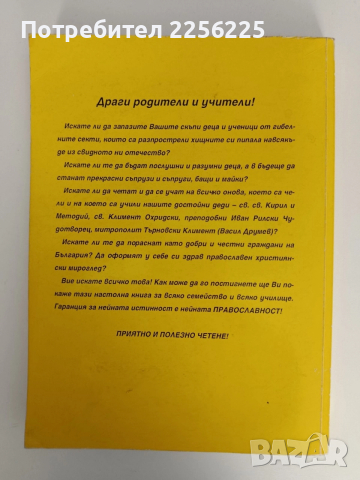 Потребител ПРОДАВАЛНИК
Драги родители и учители!
Искате ли да запазите Вашите скъпи деца и ученици от гибел-
ните секти, които са разпрострели хищните си пипала навсякъ-
де из свидното ни отечество?
Искате ли те да бъдат послушни и разумни деца, а в бъдеще да
станат прекрасни съпрузи и съпруги, бащи и майки?
Искате ли да четат и да се учат на всичко онова, което са че-
ли и на което са учили нашите достойни деди – св. св. Кирил и
Методий, св. Климент Охридски, преподобни Иван Рилски Чу-
дотворец, митрополит Търновски Климент (Васил Друмев)?
Искате ли те да пораснат като добри и честни граждани на
България? Да оформят у себе си здрав православен християн-
ски мироглед?
Вие искате всичко това! Как може да го постигнете ще Ви по-
каже тази настолна книга за всяко семейство и всяко училище.
Гаранция за нейната истинност е нейната ПРАВОСЛАВНОСТ!
ПРИЯТНО И ПОЛЕЗНО ЧЕТЕНЕ!
BAZAR